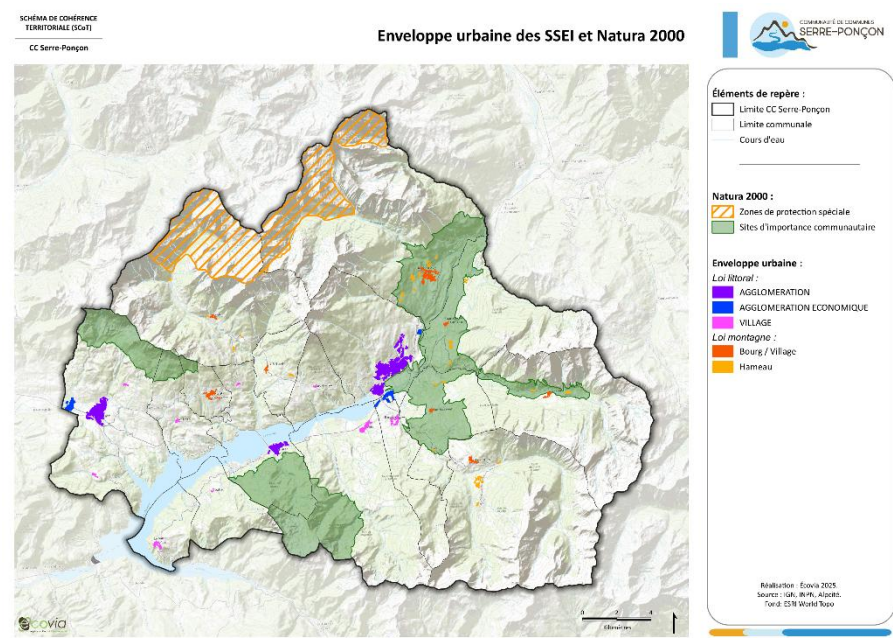 SCHÉMA DE COHÉRENCE
TERRITORIALE (SCoT)
CC Serre-Ponçon
Enveloppe urbaine des SSEI et Natura 2000
COMMUNAUTÉ DE COMMUNES
SERRE-PONÇON
Éléments de repère :
Limite CC Serre-Ponçon
Limite communale
Cours d'eau
Natura 2000 :
Zones de protection spéciale
Sites d'importance communautaire
Enveloppe urbaine :
Loi littoral :
AGGLOMERATION
AGGLOMERATION ECONOMIQUE
VILLAGE
Loi montagne :
Bourg / Village
Hameau
Réalisation : Écovia 2025.
Source : IGN, INPN, Alpcité.
Fond: ESRI World Topo
écovia
0 2 4
Kilomètres